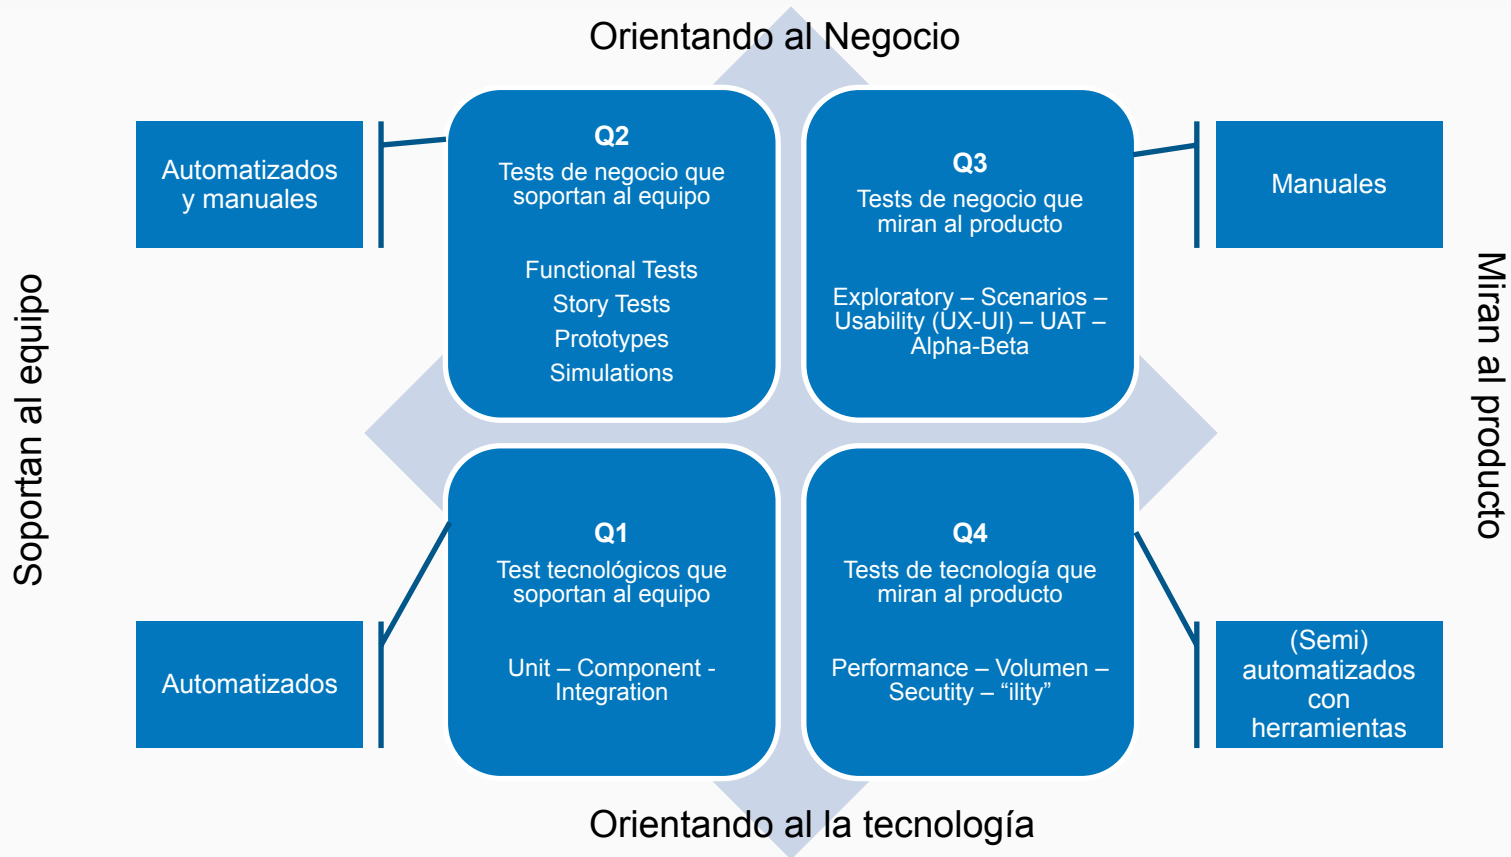 Orientando al Negocio
Automatizados
y manuales
Q2
Tests de negocio que
soportan al equipo
Functional Tests
Story Tests
Prototypes
Simulations
Q3
Tests de negocio que
miran al producto
Exploratory – Scenarios –
Usability (UX-UI) – UAT –
Alpha-Beta
Manuales
Soportan al equipo
Miran al producto
Automatizados
Q1
Test tecnológicos que
soportan al equipo
Unit – Component -
Integration
Q4
Tests de tecnología que
miran al producto
Performance – Volumen –
Secutity – “ility”
(Semi)
automatizados
con
herramientas
Orientando al la tecnología